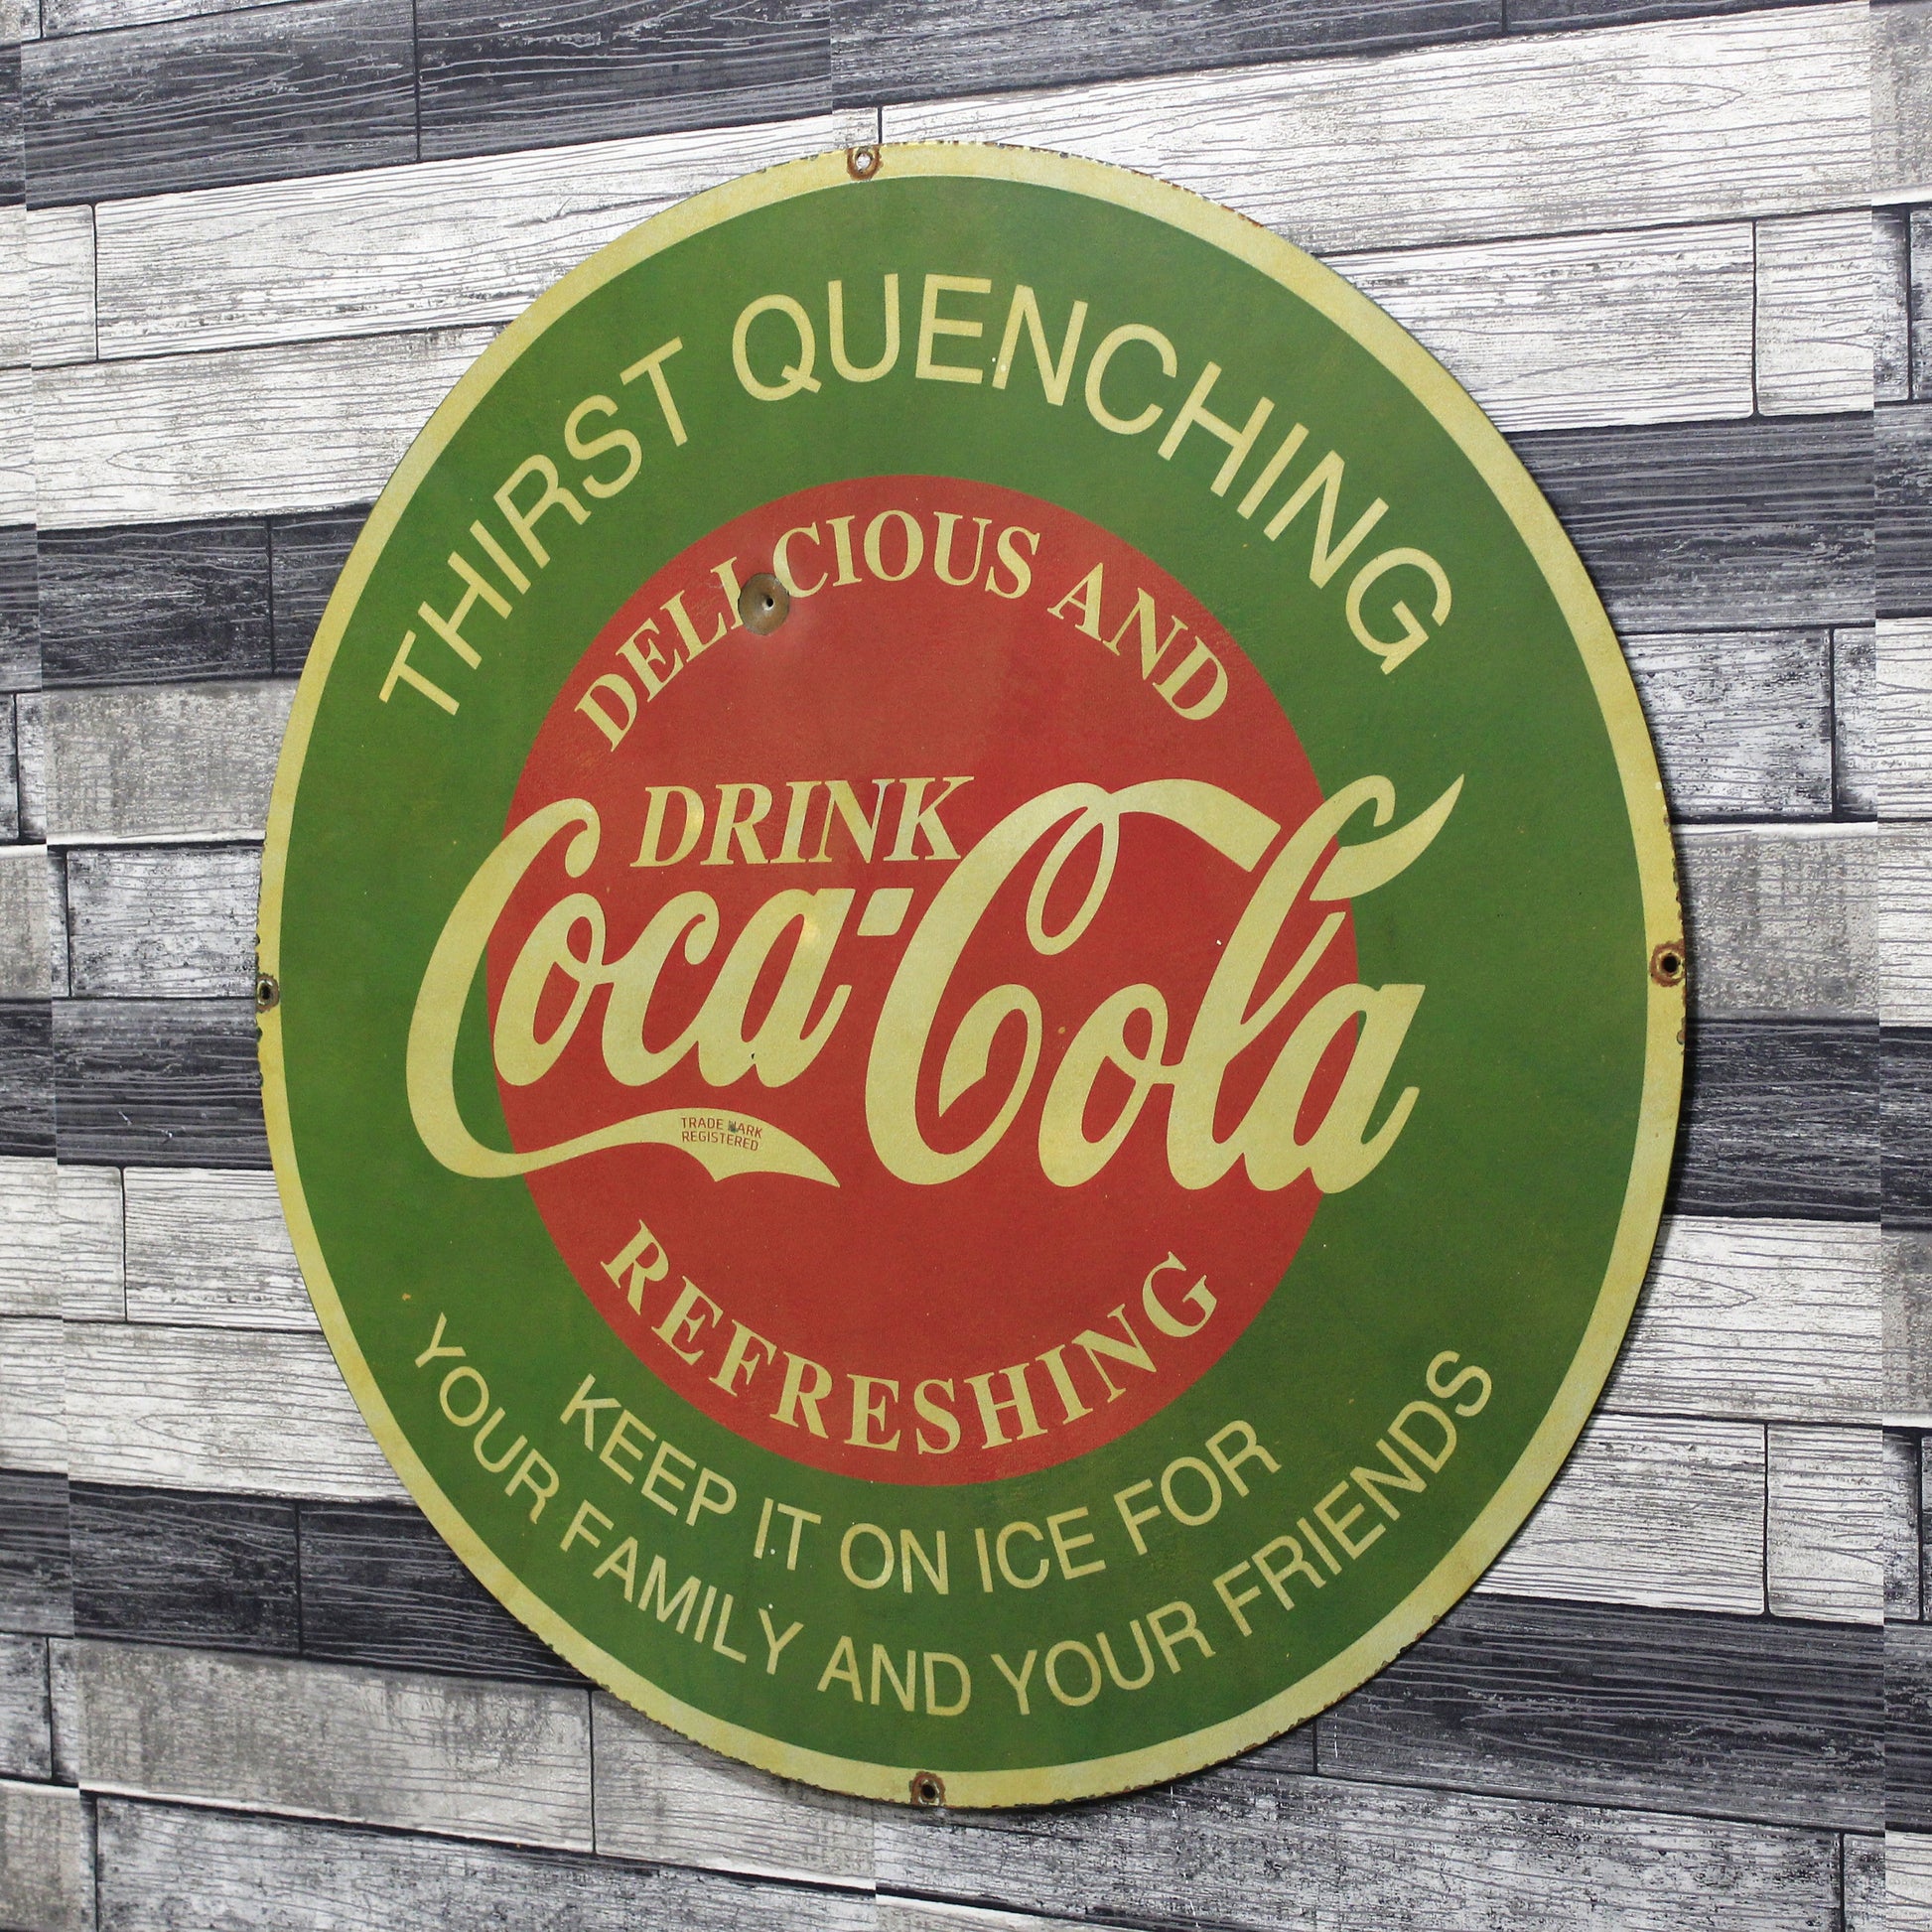 THIRST QUENCHING
DELICIOUS AND
DRINK
Coca-Cola
TRADE MARK
REGISTERED
REFRESHING
KEEP IT ON ICE FOR
YOUR FAMILY AND YOUR FRIENDS